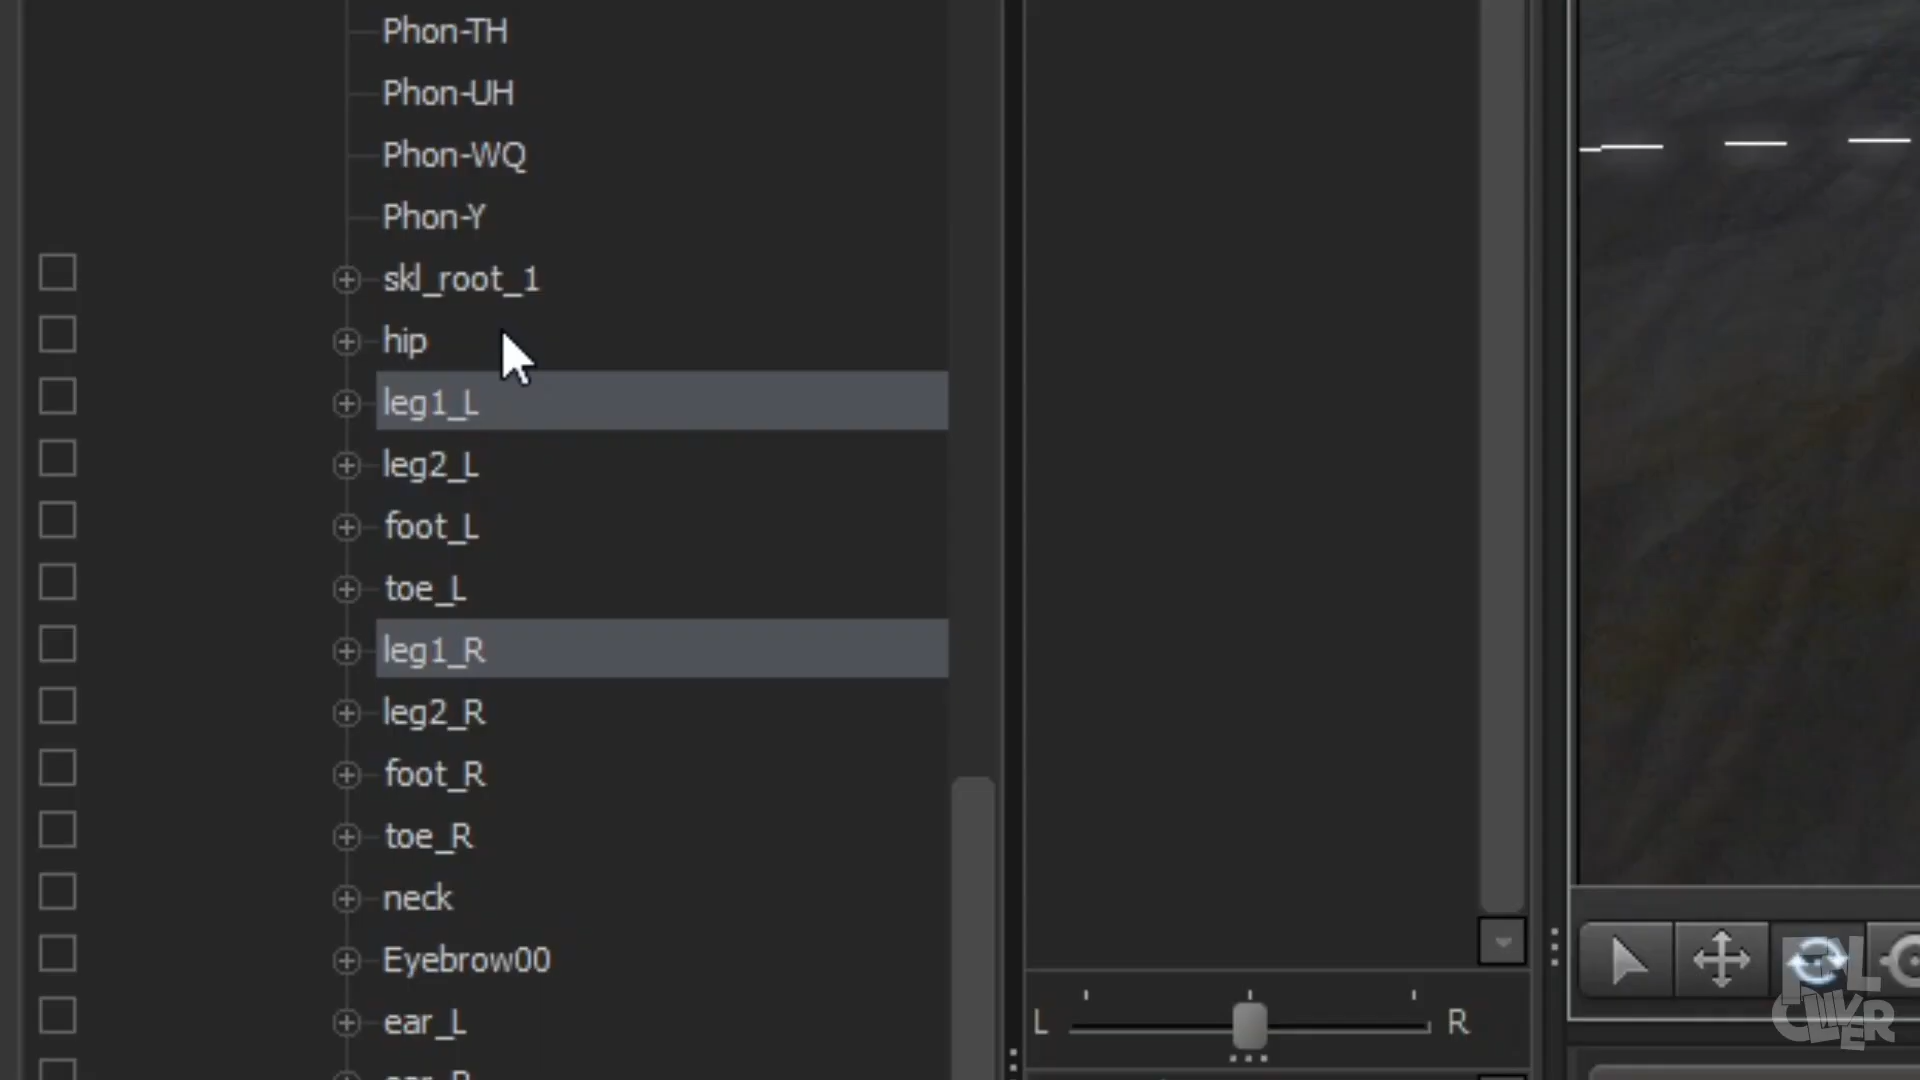 Phon-TH
Phon-UH
Phon-WQ
Phon-Y
skl_root_1
hip
leg1_L
leg2_L
foot_L
toe_L
leg1_R
leg2_R
foot_R
toe_R
neck
Eyebrow00
ear_L
L R